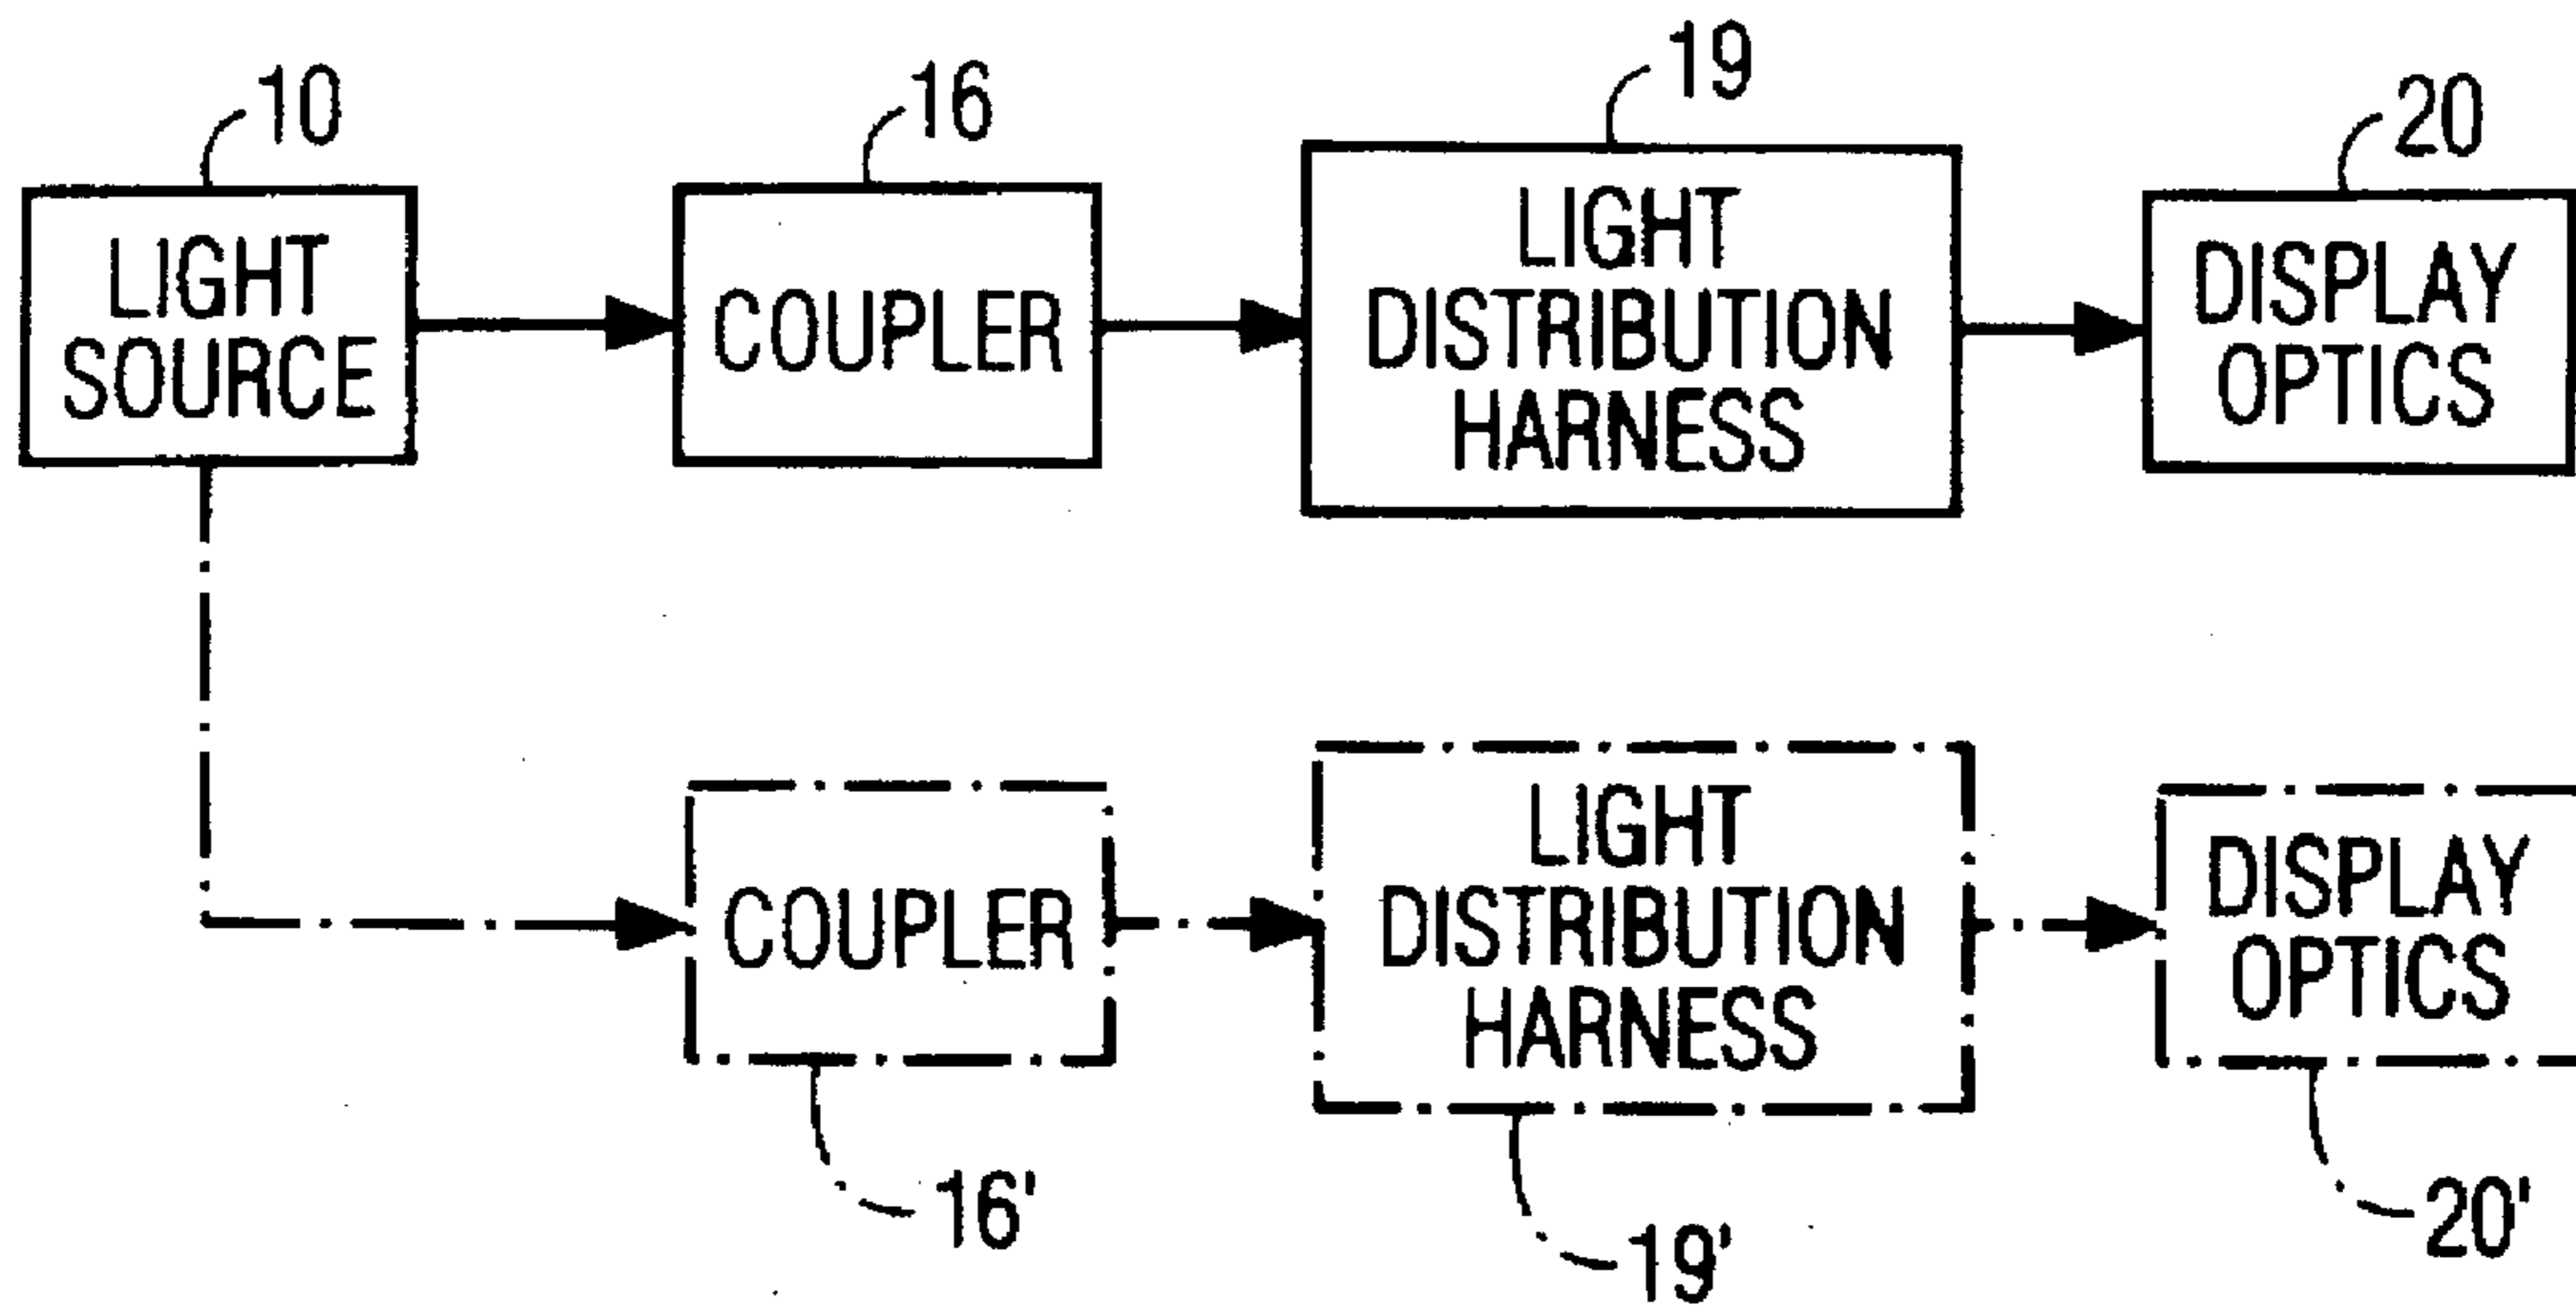 10
16
19
20
LIGHT
SOURCE
COUPLER
LIGHT
DISTRIBUTION
HARNESS
DISPLAY
OPTICS
COUPLER
LIGHT
DISTRIBUTION
HARNESS
DISPLAY
OPTICS
16'
19'
20'